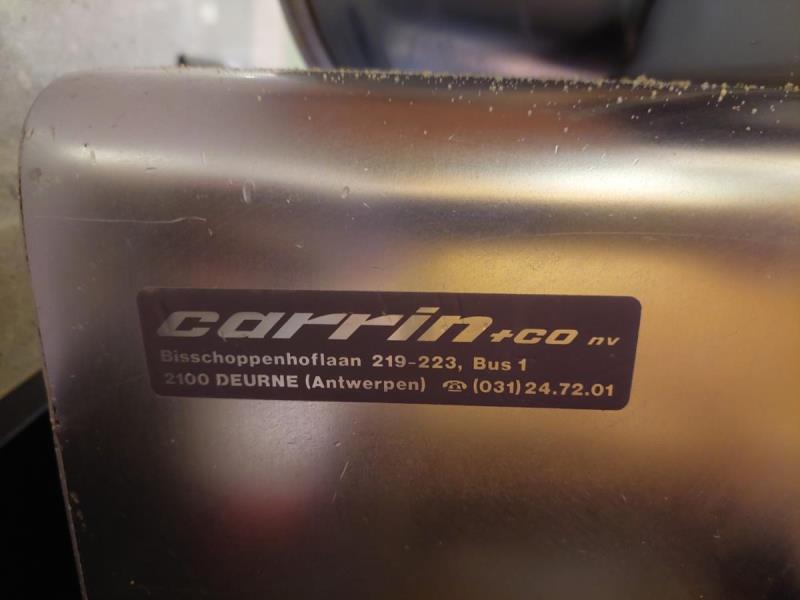 carrin +co nv
Bisschoppenhoflaan 219-223, Bus 1
2100 DEURNE (Antwerpen) ☎ (031) 24.72.01